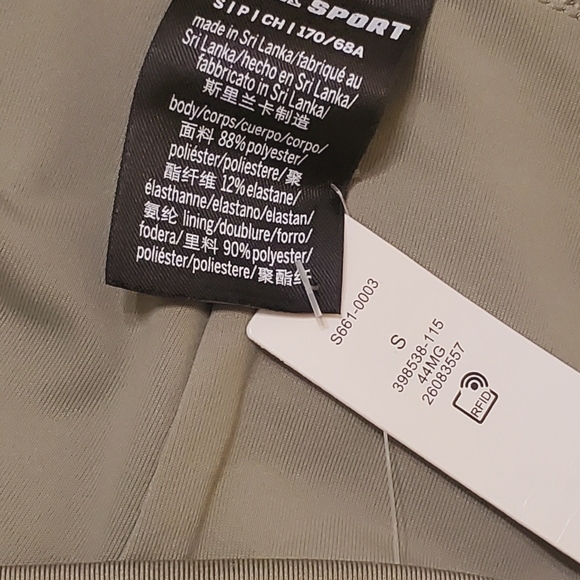 SPORT
S | P | CH | 170/68A
made in Sri Lanka/fabriqué au
Sri Lanka/hecho en Sri Lanka/
fabbricato in Sri Lanka/
斯里兰卡制造
body/corps/cuerpo/corpo/
面料 88%polyester/
poliéster/poliestere/聚
酯纤维 12%elastane/
élasthanne/elastano/elastan/
氨纶 lining/doublure/forro/
fodera/里料 90%polyester/
poliéster/poliestere/聚酯纤
S661-0003
S
398538-115
44MG
26083557
RFID